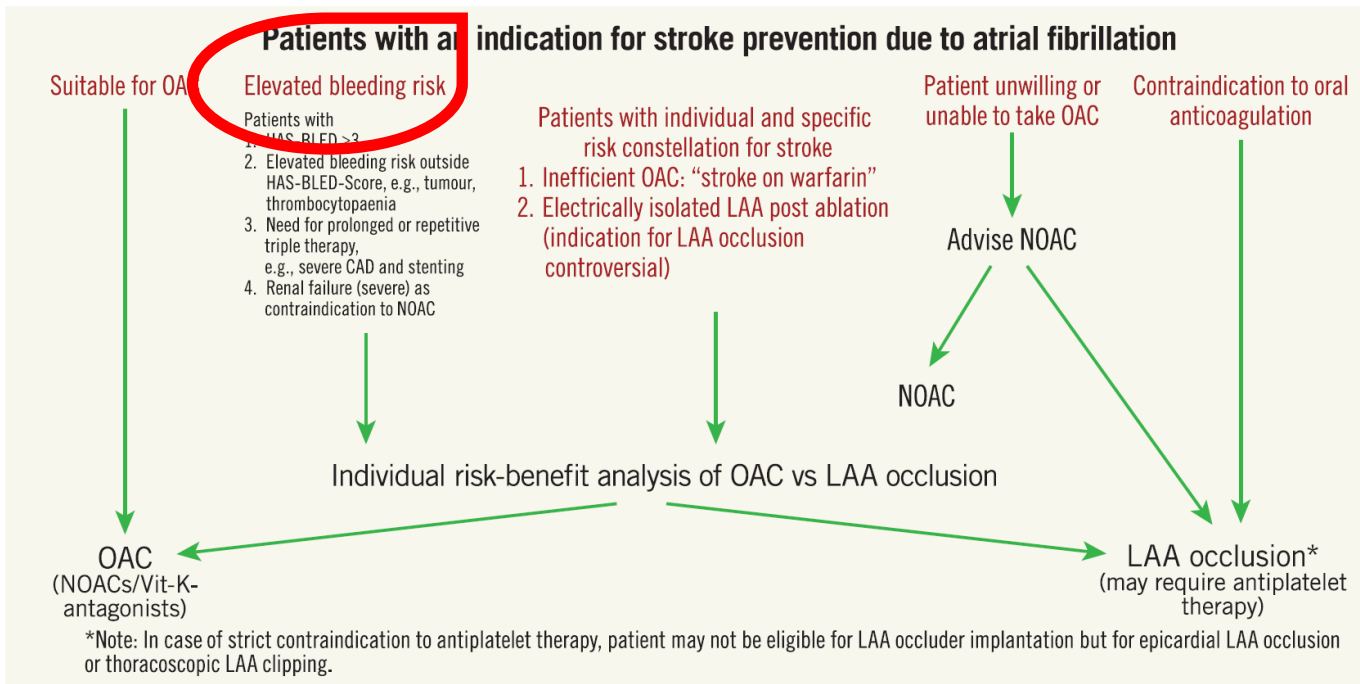 Patients with an indication for stroke prevention due to atrial fibrillation
Suitable for OA
Elevated bleeding risk
Patients with
1. HAS-BLED >3
2. Elevated bleeding risk outside
HAS-BLED-Score, e.g., tumour,
thrombocytopaenia
3. Need for prolonged or repetitive
triple therapy,
e.g., severe CAD and stenting
4. Renal failure (severe) as
contraindication to NOAC
Patients with individual and specific
risk constellation for stroke
1. Inefficient OAC: “stroke on warfarin”
2. Electrically isolated LAA post ablation
(indication for LAA occlusion
controversial)
Patient unwilling or
unable to take OAC
Advise NOAC
NOAC
Contraindication to oral
anticoagulation
Individual risk-benefit analysis of OAC vs LAA occlusion
OAC
(NOACs/Vit-K-
antagonists)
LAA occlusion*
(may require antiplatelet
therapy)
*Note: In case of strict contraindication to antiplatelet therapy, patient may not be eligible for LAA occluder implantation but for epicardial LAA occlusion
or thoracoscopic LAA clipping.